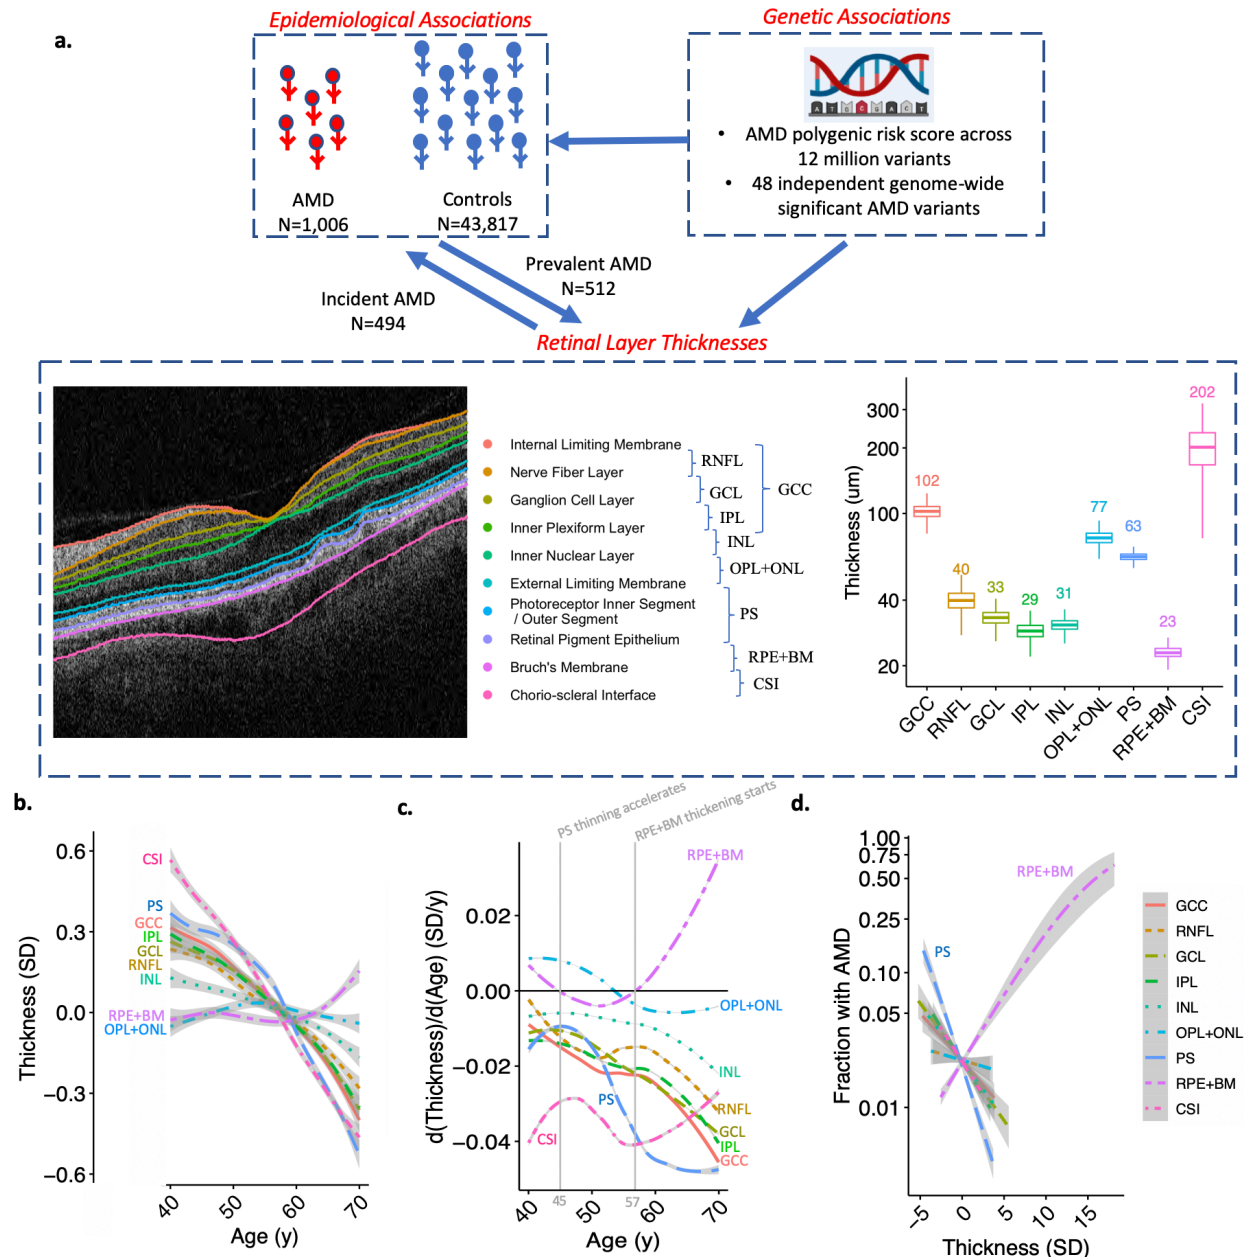 Epidemiological Associations
Genetic Associations
a.
A T G C G A C T
• AMD polygenic risk score across
12 million variants
• 48 independent genome-wide
significant AMD variants
AMD
N=1,006
Controls
N=43,817
Prevalent AMD
N=512
Incident AMD
N=494
Retinal Layer Thicknesses
Internal Limiting Membrane
Nerve Fiber Layer
Ganglion Cell Layer
Inner Plexiform Layer
Inner Nuclear Layer
External Limiting Membrane
Photoreceptor Inner Segment
/ Outer Segment
Retinal Pigment Epithelium
Bruch's Membrane
Chorio-scleral Interface
RNFL
GCL
IPL
INL
OPL+ONL
PS
RPE+BM
CSI
GCC
Thickness (um)
300
200
100
40
20
102
40
33
29
31
77
63
23
202
GCC
RNFL
GCL
IPL
INL
OPL+ONL
PS
RPE+BM
CSI
b.
Thickness (SD)
0.6
0.3
0.0
−0.3
−0.6
CSI
PS
GCC
IPL
GCL
RNFL
INL
RPE+BM
OPL+ONL
40
50
60
70
Age (y)
c.
PS thinning accelerates
RPE+BM thickening starts
d(Thickness)/d(Age) (SD/y)
0.02
0.00
−0.02
−0.04
RPE+BM
OPL+ONL
INL
RNFL
GCL
IPL
GCC
PS
CSI
40
45
50
57
60
70
Age (y)
d.
Fraction with AMD
1.00
0.75
0.50
0.25
0.10
0.05
0.01
RPE+BM
PS
−5
0
5
10
15
Thickness (SD)
GCC
RNFL
GCL
IPL
INL
OPL+ONL
PS
RPE+BM
CSI